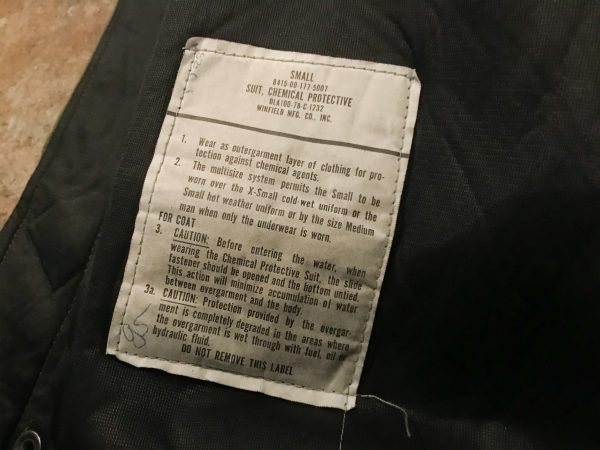 SMALL
8415-00-177-5007
SUIT, CHEMICAL PROTECTIVE
DLA100-78-C-1232
WINFIELD MFG. CO., INC.
1. Wear as outergarment layer of clothing for pro-
tection against chemical agents.
2. The multisize system permits the Small to be
worn over the X-Small cold-wet uniform or the
Small hot weather uniform or by the size Medium
man when only the underwear is worn.
FOR COAT
3. CAUTION: Before entering the water, when
wearing the Chemical Protective Suit, the slide
fastener should be opened and the bottom untied.
This action will minimize accumulation of water
between overgarment and the body.
3a. CAUTION: Protection provided by the overgar-
ment is completely degraded in the areas where
the overgarment is wet through with fuel, oil or
hydraulic fluid.
DO NOT REMOVE THIS LABEL